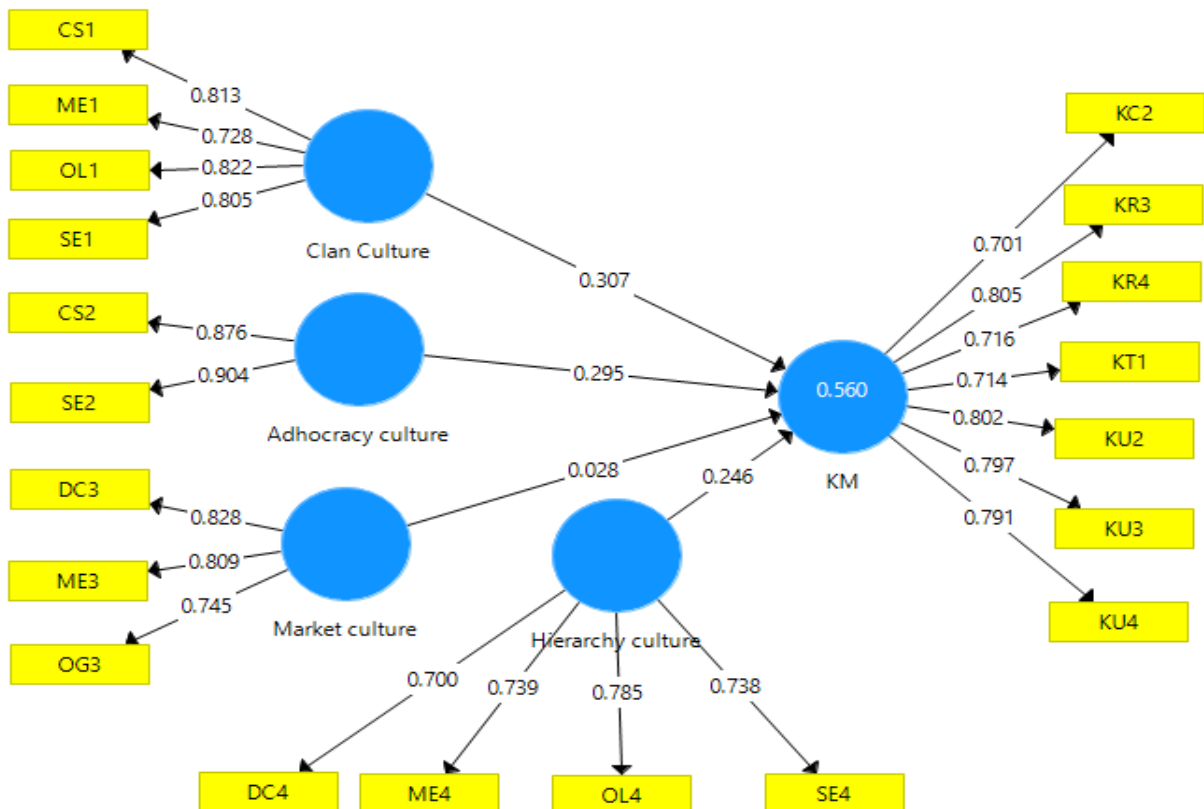 CS1
0.813
ME1
0.728
OL1
0.822
SE1
0.805
Clan Culture
0.307
CS2
0.876
SE2
0.904
Adhocracy culture
0.295
DC3
0.828
ME3
0.809
OG3
0.745
Market culture
0.028
Hierarchy culture
0.246
0.700
0.739
0.785
0.738
DC4
ME4
OL4
SE4
0.560
KM
KC2
0.701
KR3
0.805
KR4
0.716
KT1
0.714
KU2
0.802
KU3
0.797
KU4
0.791